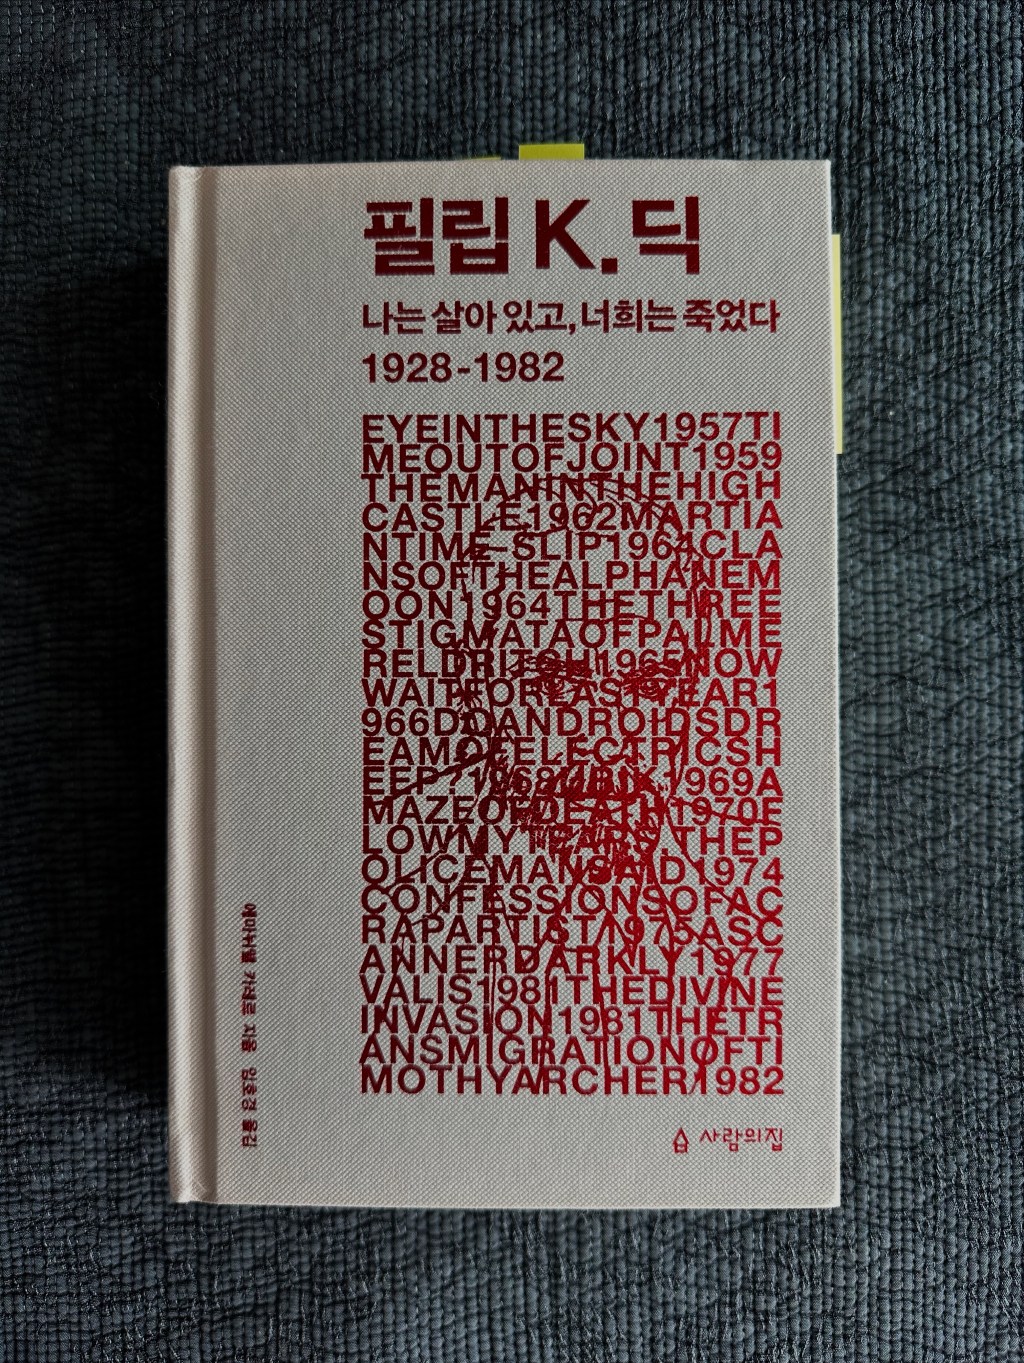 필립 K. 딕
나는 살아 있고, 너희는 죽었다
1928-1982
EYEINTHESKY1957TI
MEOUTOFJOINT1959
THEMANINTHEHIGH
CASTLE1962MARTIA
NTIME-SLIP1964CLA
NSOFTHEALPHANEM
OON1964THETHREE
STIGMATAOFPALME
RELDRITCH1965NOW
WAITFORLASTYEAR1
966DOANDROIDSDR
EAMOFELECTRICSH
EEP?1968UBIK1969A
MAZEOFDEATH1970F
LOWMYTEARS,THEP
OLICEMANSAID1974
CONFESSIONSOFAC
RAPARTIST1975ASC
ANNERDARKLY1977
VALIS1981THEDIVINE
INVASION1981THETR
ANSMIGRATIONOFTI
MOTHYARCHER1982
에마뉘엘 카레르 지음 임호경 옮김
사람의집